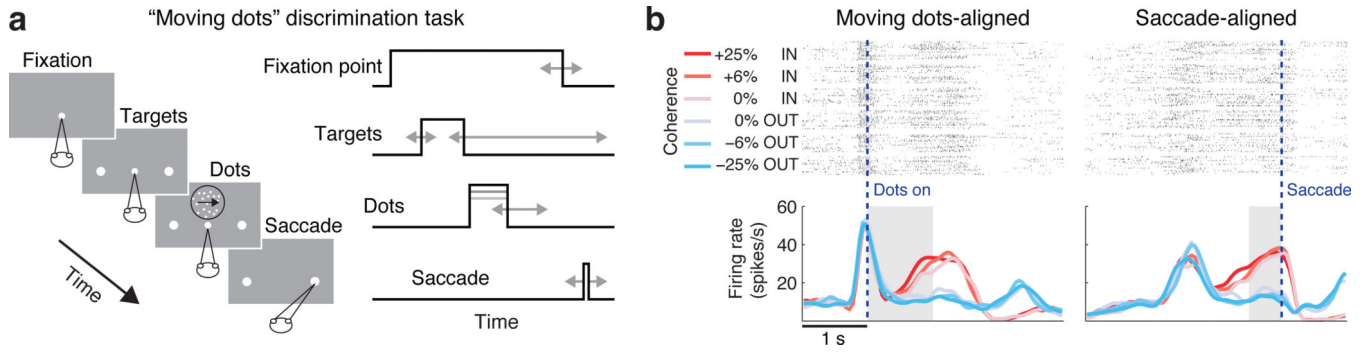 a
“Moving dots” discrimination task
Fixation
Targets
Dots
Saccade
Time
Fixation point
Targets
Dots
Saccade
Time
b
Moving dots-aligned
Saccade-aligned
Coherence
+25% IN
+6% IN
0% IN
0% OUT
−6% OUT
−25% OUT
Dots on
Saccade
Firing rate
(spikes/s)
60
40
20
1 s